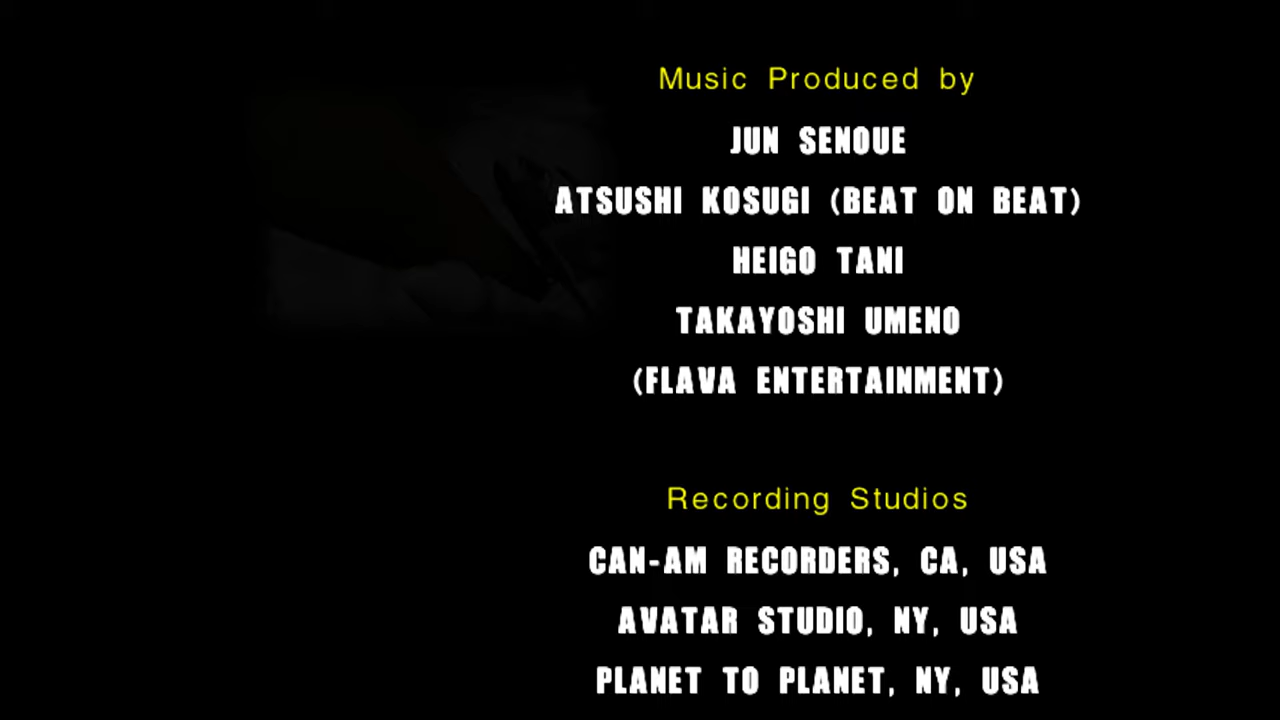 Music Produced by
JUN SENOUE
ATSUSHI KOSUGI (BEAT ON BEAT)
HEIGO TANI
TAKAYOSHI UMENO
(FLAVA ENTERTAINMENT)
Recording Studios
CAN-AM RECORDERS, CA, USA
AVATAR STUDIO, NY, USA
PLANET TO PLANET, NY, USA